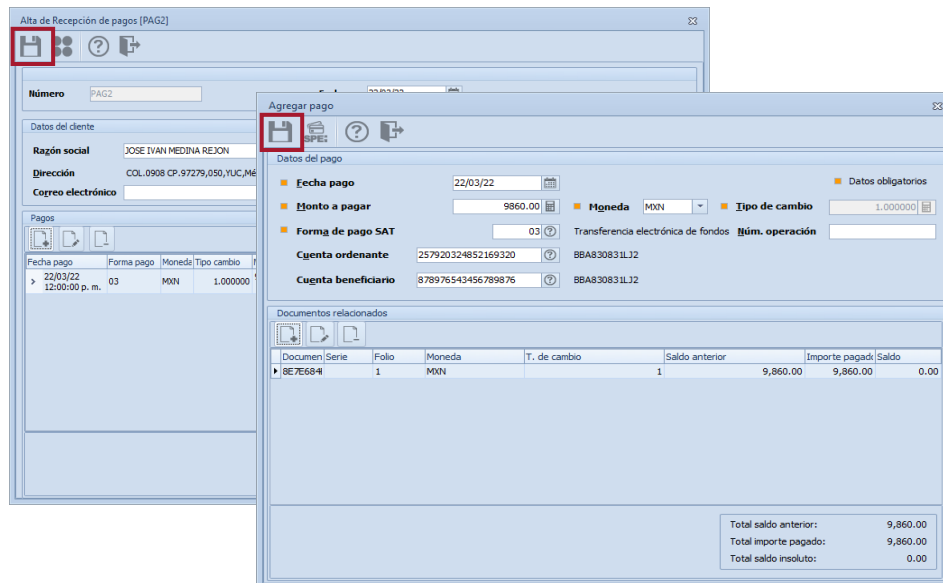 Alta de Recepción de pagos [PAG2]
Número PAG2
Datos del cliente
Razón social JOSE IVAN MEDINA REJON
Dirección COL.0908 CP.97279,050,YUC,Mé
Correo electrónico
Pagos
Fecha pago Forma pago Moneda Tipo cambio
22/03/22
12:00:00 p. m. 03 MXN 1.000000
Agregar pago
SPEI
Datos del pago
Fecha pago 22/03/22 Datos obligatorios
Monto a pagar 9860.00 Moneda MXN Tipo de cambio 1.000000
Forma de pago SAT 03 Transferencia electrónica de fondos Núm. operación
Cuenta ordenante 257920324852169320 BBA830831LJ2
Cuenta beneficiario 878976543456789876 BBA830831LJ2
Documentos relacionados
Documen Serie Folio Moneda T. de cambio Saldo anterior Importe pagado Saldo
8E7E684 1 MXN 1 9,860.00 9,860.00 0.00
Total saldo anterior: 9,860.00
Total importe pagado: 9,860.00
Total saldo insoluto: 0.00